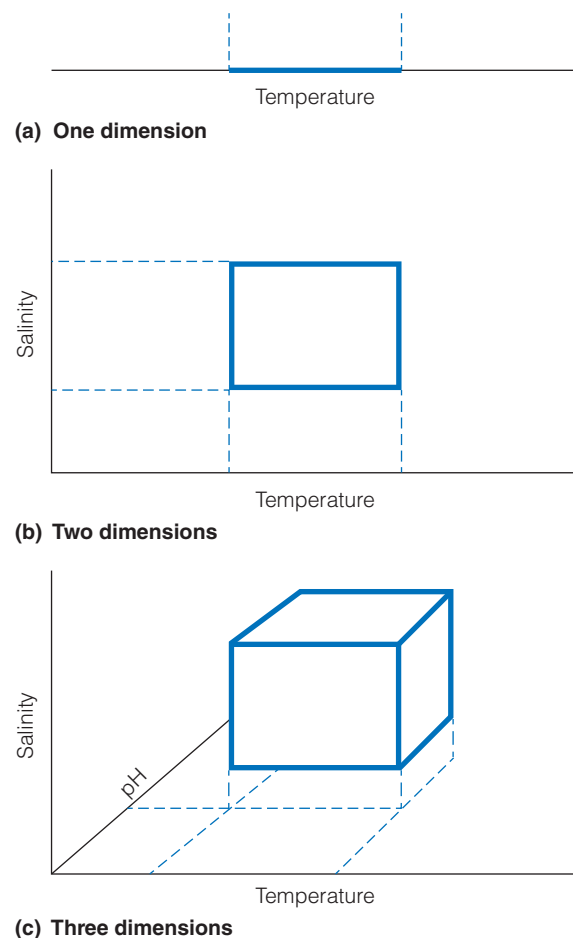 Temperature
(a) One dimension
Salinity
Temperature
(b) Two dimensions
Salinity
pH
Temperature
(c) Three dimensions